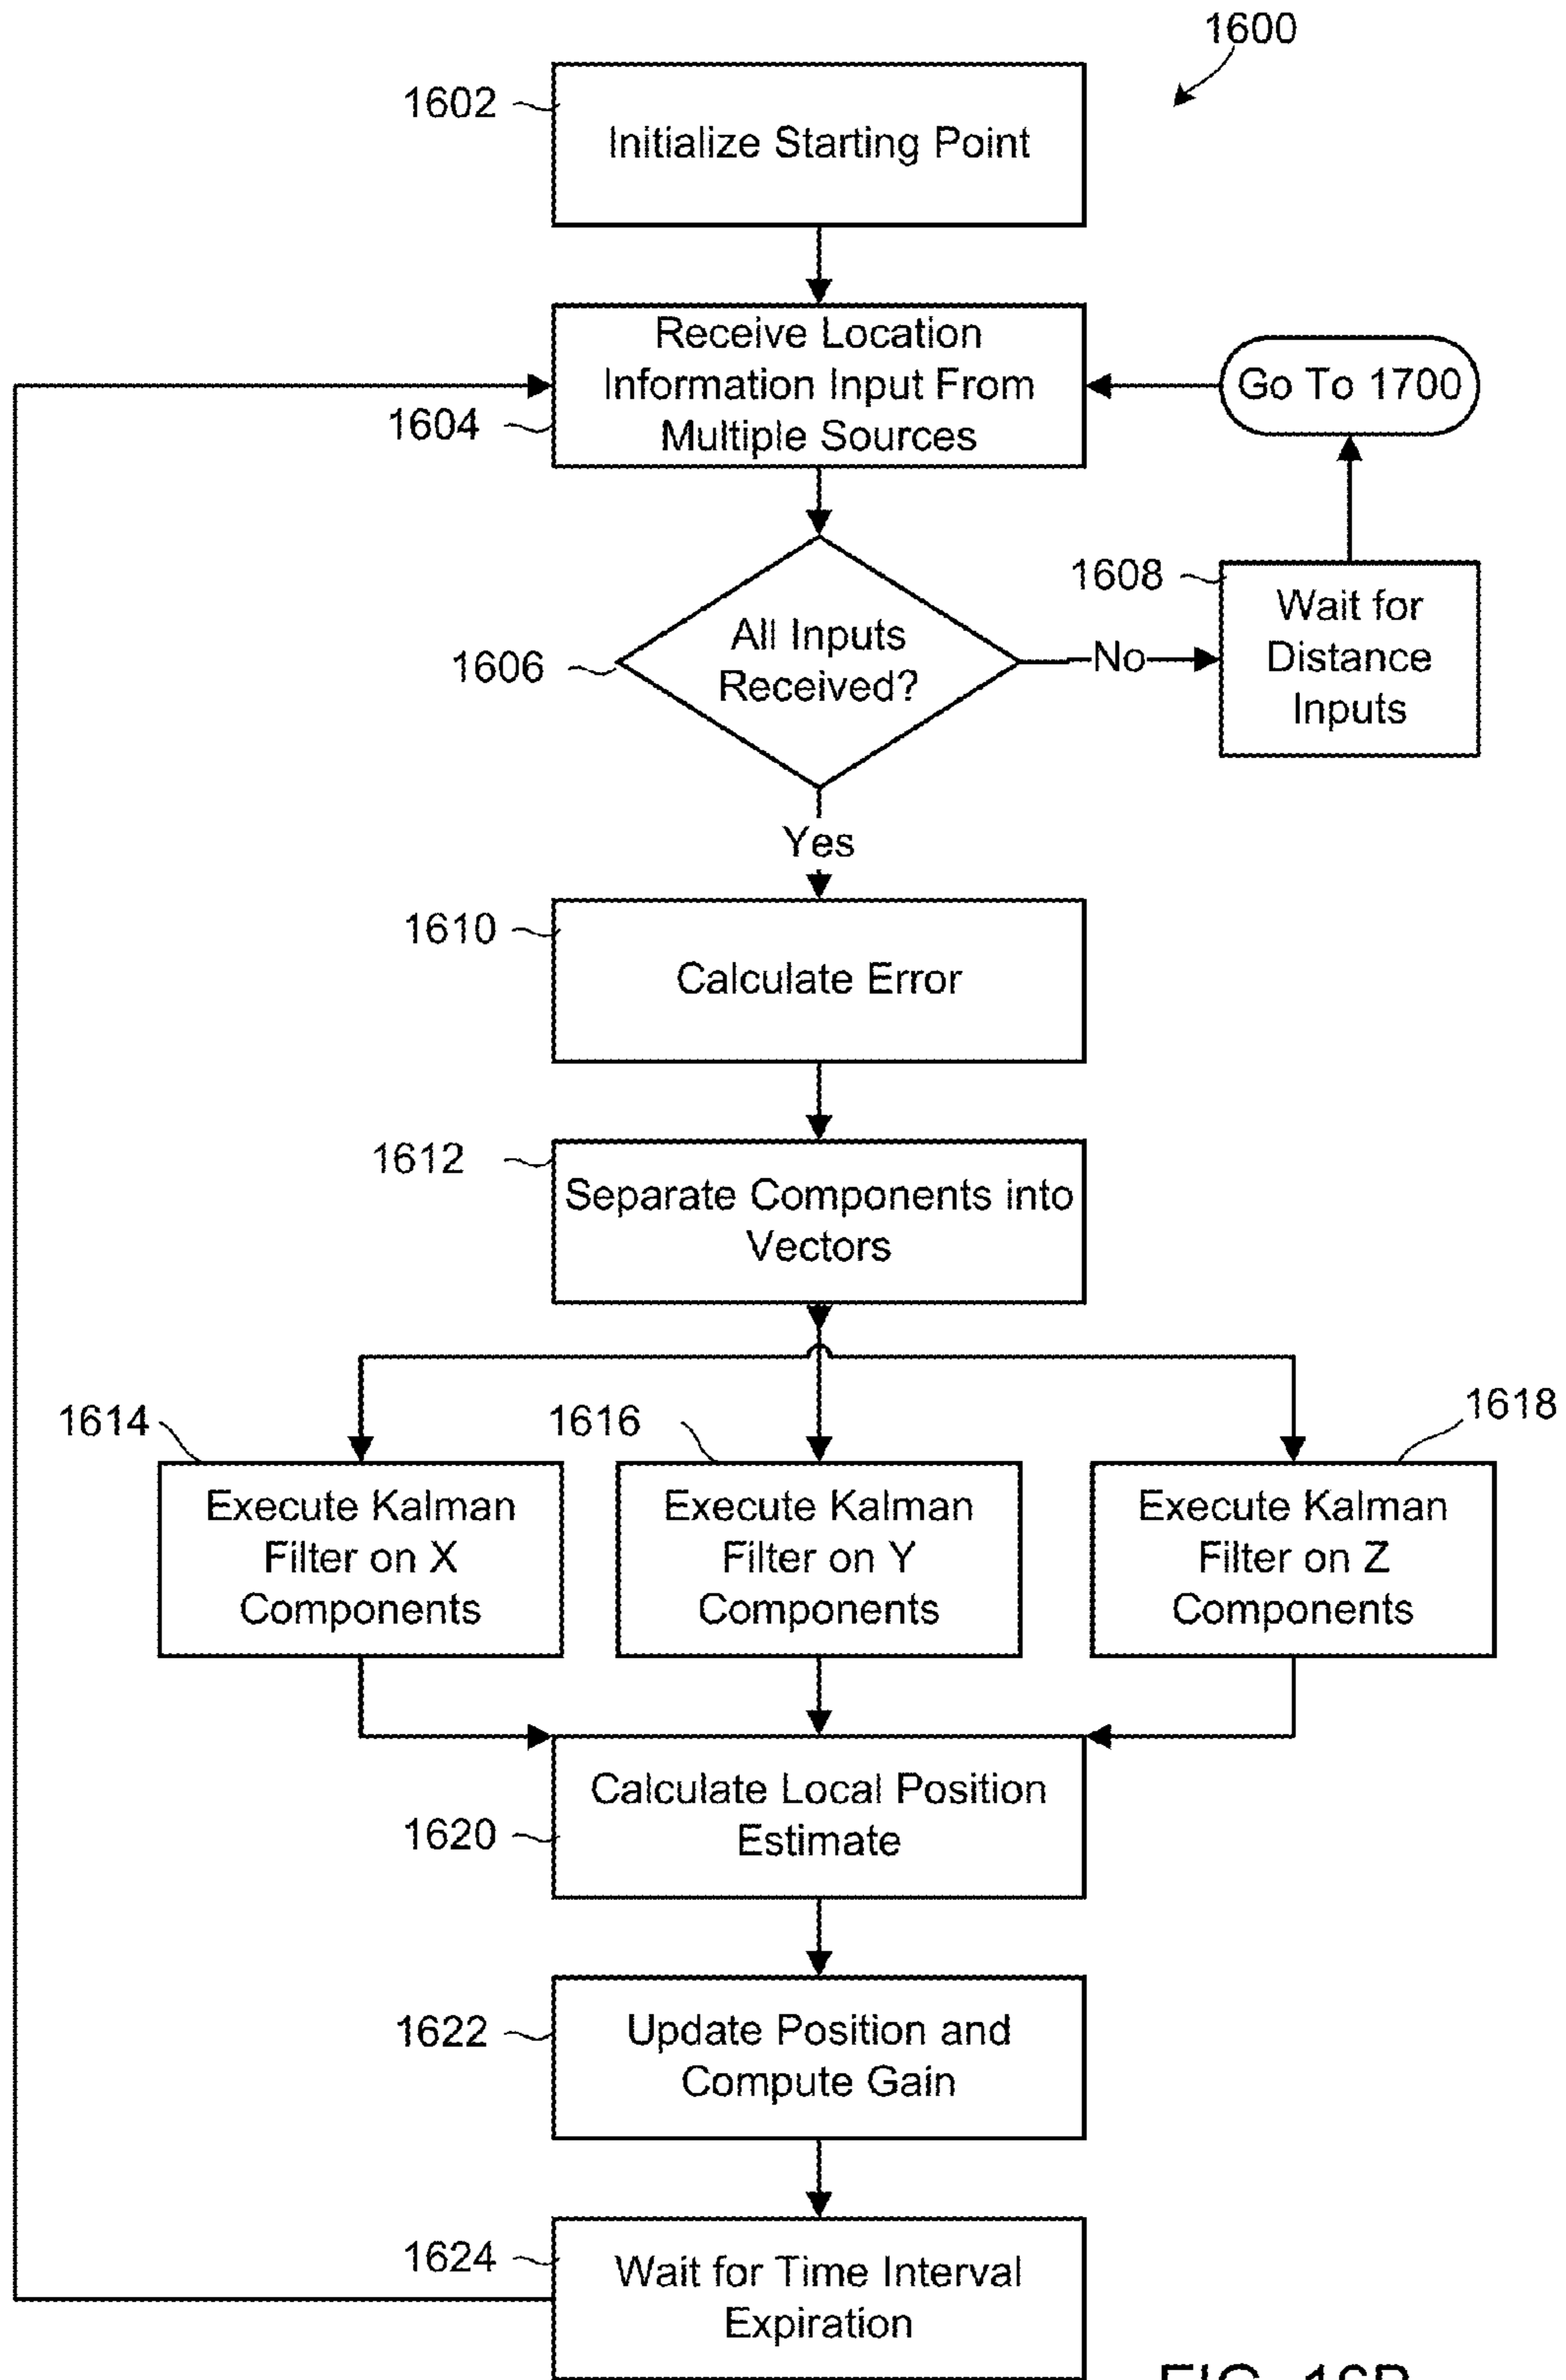 1600
1602
Initialize Starting Point
Receive Location
Information Input From
Multiple Sources
1604
Go To 1700
1608
Wait for
Distance
Inputs
1606
All Inputs
Received?
No
Yes
1610
Calculate Error
1612
Separate Components into
Vectors
1614
1616
1618
Execute Kalman
Filter on X
Components
Execute Kalman
Filter on Y
Components
Execute Kalman
Filter on Z
Components
Calculate Local Position
Estimate
1620
1622
Update Position and
Compute Gain
1624
Wait for Time Interval
Expiration